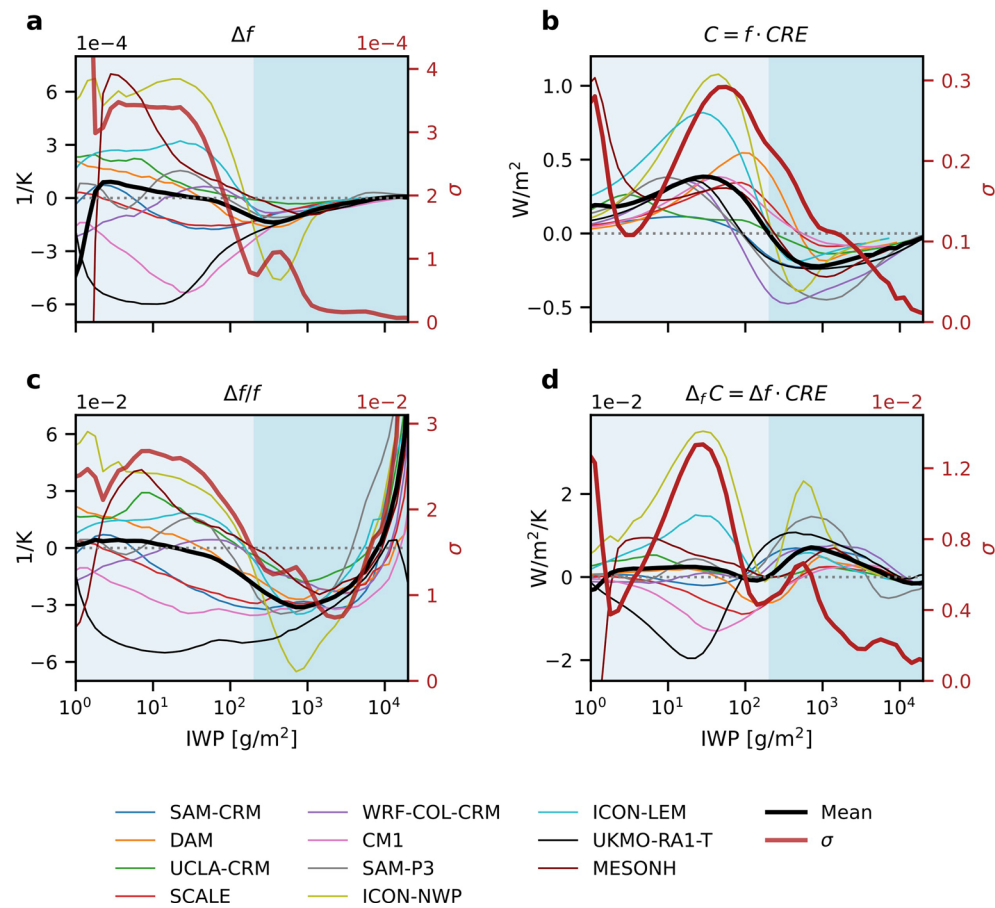 a
Δf
1e−4
1e−4
6
3
0
−3
−6
1/K
4
3
2
1
0
σ
b
C = f · CRE
1.0
0.5
0.0
−0.5
W/m²
0.3
0.2
0.1
0.0
σ
c
Δf/f
1e−2
1e−2
6
3
0
−3
−6
1/K
3
2
1
0
σ
10⁰ 10¹ 10² 10³ 10⁴
IWP [g/m²]
d
Δ_f C = Δf · CRE
1e−2
1e−2
2
0
−2
W/m²/K
1.2
0.8
0.4
0.0
σ
10⁰ 10¹ 10² 10³ 10⁴
IWP [g/m²]
SAM-CRM WRF-COL-CRM ICON-LEM Mean
DAM CM1 UKMO-RA1-T σ
UCLA-CRM SAM-P3 MESONH
SCALE ICON-NWP